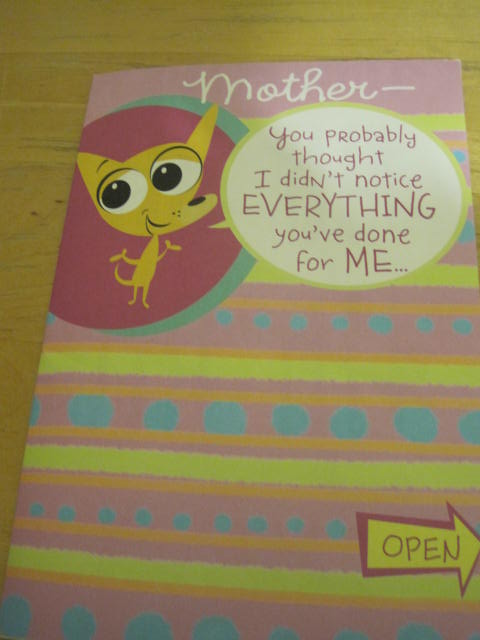 Mother—
You probably
thought
I didn't notice
EVERYTHING
you've done
for ME...
OPEN